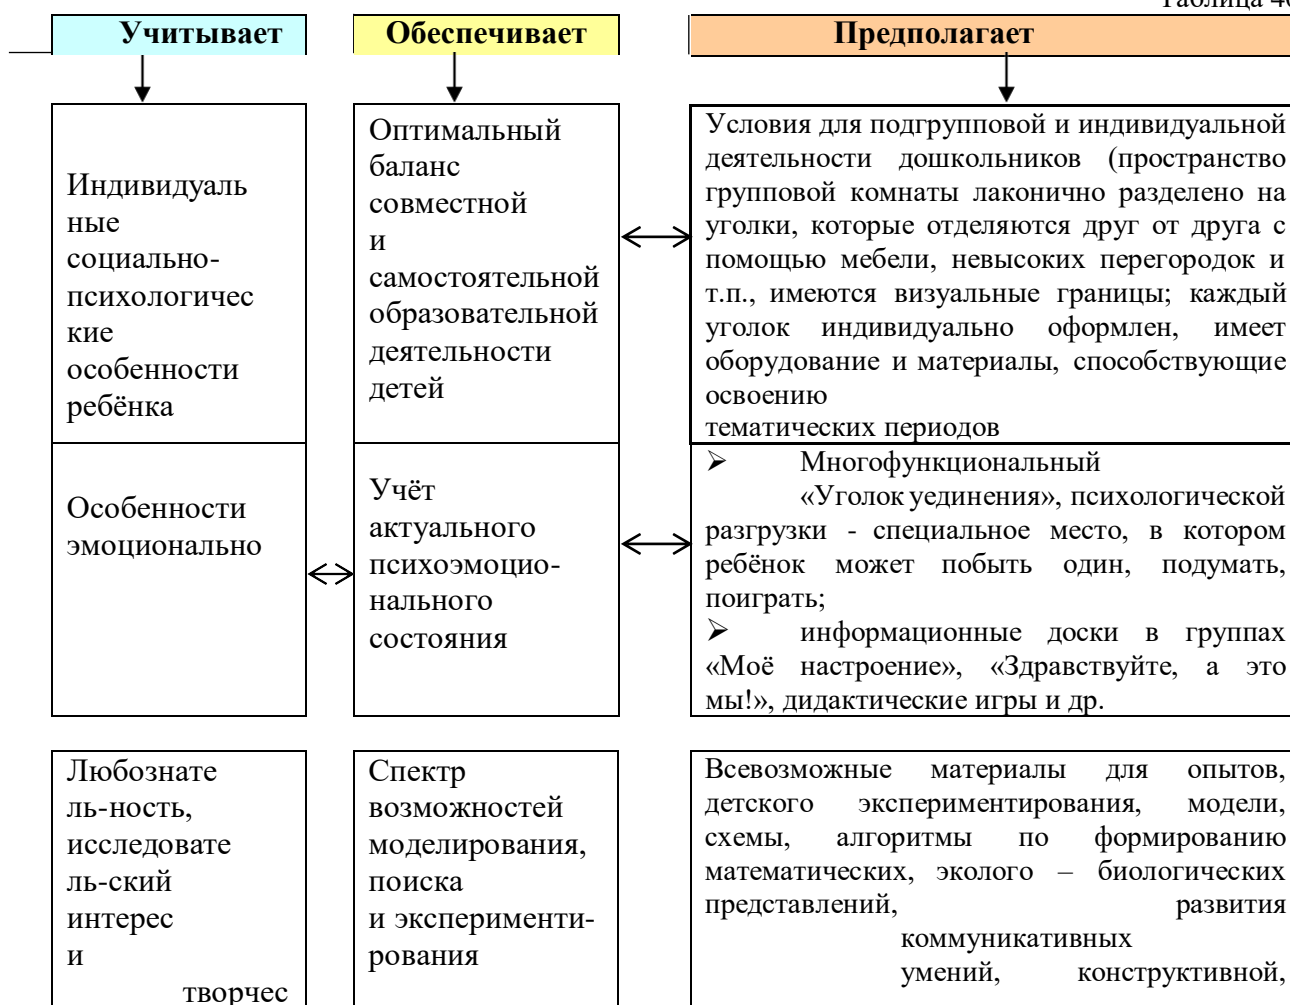 Таблица 4
Учитывает
Обеспечивает
Предполагает
Индивидуаль
ные
социально-
психологичес
кие
особенности
ребёнка
Оптимальный
баланс
совместной
и
самостоятельной
образовательной
деятельности
детей
Условия для подгрупповой и индивидуальной
деятельности дошкольников (пространство
групповой комнаты лаконично разделено на
уголки, которые отделяются друг от друга с
помощью мебели, невысоких перегородок и
т.п., имеются визуальные границы; каждый
уголок индивидуально оформлен, имеет
оборудование и материалы, способствующие
освоению
тематических периодов
Особенности
эмоционально
Учёт
актуального
психоэмоцио-
нального
состояния
➢ Многофункциональный
«Уголок уединения», психологической
разгрузки - специальное место, в котором
ребёнок может побыть один, подумать,
поиграть;
➢ информационные доски в группах
«Моё настроение», «Здравствуйте, а это
мы!», дидактические игры и др.
Любознате
ль-ность,
исследовате
ль-ский
интерес
и
творчес
Спектр
возможностей
моделирования,
поиска
и эксперименти-
рования
Всевозможные материалы для опытов,
детского экспериментирования, модели,
схемы, алгоритмы по формированию
математических, эколого – биологических
представлений, развития
коммуникативных
умений, конструктивной,